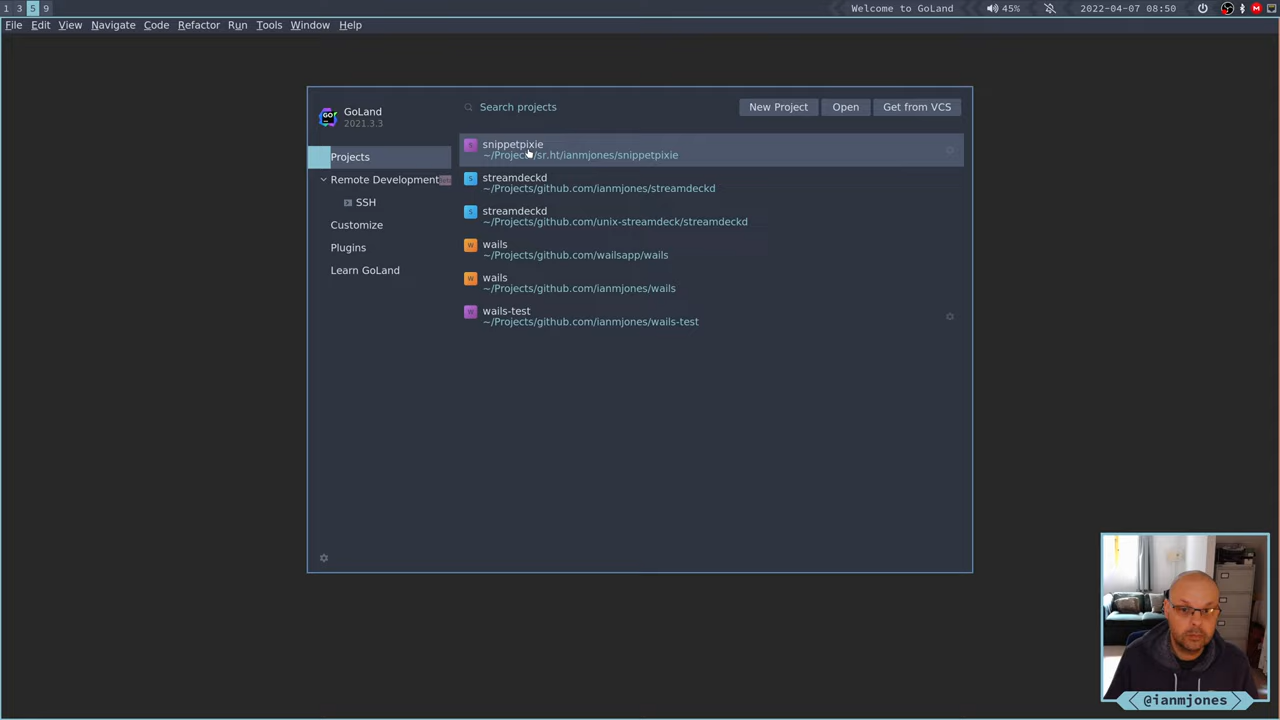 1 3 5 9
Welcome to GoLand
45%
2022-04-07 08:50
File Edit View Navigate Code Refactor Run Tools Window Help
GoLand
2021.3.3
Search projects
New Project
Open
Get from VCS
Projects
Remote Development
SSH
Customize
Plugins
Learn GoLand
snippetpixie
~/Projects/sr.ht/ianmjones/snippetpixie
streamdeckd
~/Projects/github.com/ianmjones/streamdeckd
streamdeckd
~/Projects/github.com/unix-streamdeck/streamdeckd
wails
~/Projects/github.com/wailsapp/wails
wails
~/Projects/github.com/ianmjones/wails
wails-test
~/Projects/github.com/ianmjones/wails-test
@ianmjones